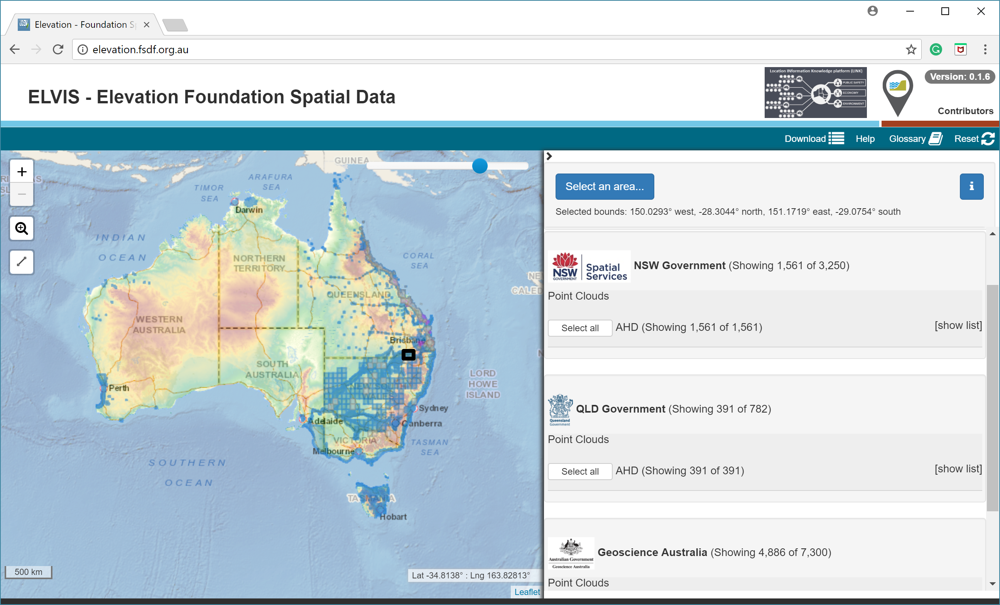 Elevation - Foundation S
elevation.fsdf.org.au
ELVIS - Elevation Foundation Spatial Data
Location INformation Knowledge platform (LINK)
PUBLIC SAFETY
ECONOMY
ENVIRONMENT
Version: 0.1.6
Contributors
Download
Help
Glossary
Reset
GUINEA
ARAFURA
SEA
TIMOR
SEA
Darwin
INDIAN
OCEAN
NORTHERN
TERRITORY
CORAL
SEA
NE
CALED
QUEENSLAND
WESTERN
AUSTRALIA
Brisbane
SOUTH
AUSTRALIA
LORD
HOWE
ISLAND
NEW SOUTH
WALES
Perth
Sydney
Adelaide
Canberra
VICTORIA
TASMAN
SEA
Melbourne
SOUTHERN
OCEAN
TASMANIA
Hobart
500 km
Lat -34.8138° : Lng 163.82813°
Leaflet
Select an area...
Selected bounds: 150.0293° west, -28.3044° north, 151.1719° east, -29.0754° south
NSW
GOVERNMENT
Spatial
Services
NSW Government (Showing 1,561 of 3,250)
Point Clouds
Select all AHD (Showing 1,561 of 1,561) [show list]
Queensland
Government
QLD Government (Showing 391 of 782)
Point Clouds
Select all AHD (Showing 391 of 391) [show list]
Australian Government
Geoscience Australia
Geoscience Australia (Showing 4,886 of 7,300)
Point Clouds